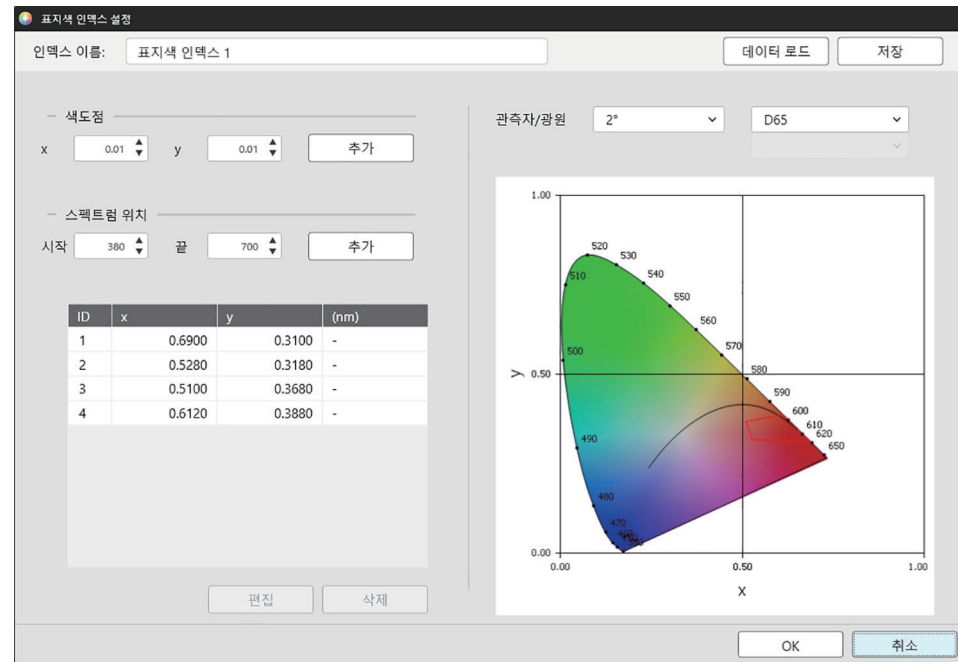 표지색 인덱스 설정
인덱스 이름: 표지색 인덱스 1 데이터 로드 저장
색도점
x 0.01 y 0.01 추가
스펙트럼 위치
시작 380 끝 700 추가
ID x y (nm)
1 0.6900 0.3100 -
2 0.5280 0.3180 -
3 0.5100 0.3680 -
4 0.6120 0.3880 -
편집 삭제
관측자/광원 2° D65
1.00
520
530
510
540
550
560
570
500
580
y 0.50
590
600
610
620
490
650
480
470
0.00
0.00 0.50 1.00
x
OK 취소